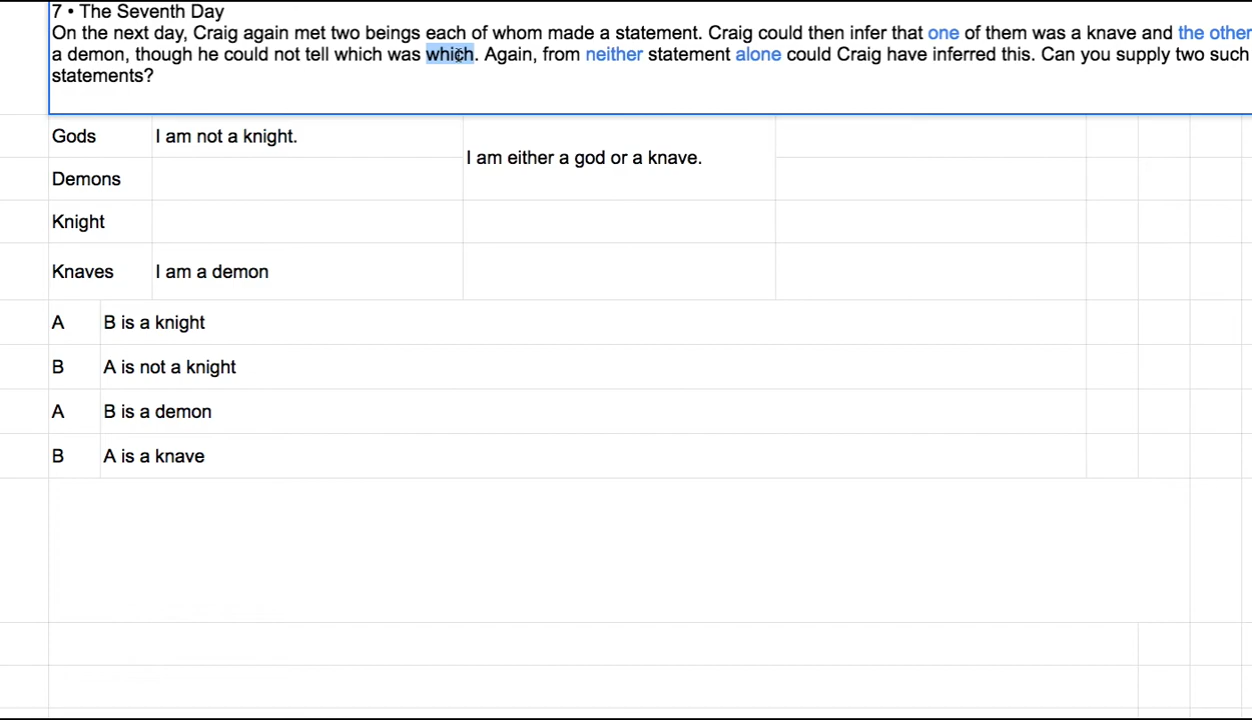 7 • The Seventh Day
On the next day, Craig again met two beings each of whom made a statement. Craig could then infer that one of them was a knave and the other
a demon, though he could not tell which was which. Again, from neither statement alone could Craig have inferred this. Can you supply two such
statements?
Gods I am not a knight.
I am either a god or a knave.
Demons
Knight
Knaves I am a demon
A B is a knight
B A is not a knight
A B is a demon
B A is a knave